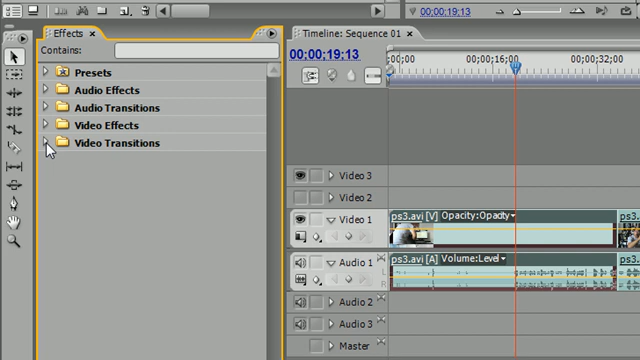 00;00;19;13
Effects
Timeline: Sequence 01
Contains:
00;00;19;13
;00;00
00;00;16;00
00;00;32;00
Presets
Audio Effects
Audio Transitions
Video Effects
Video Transitions
Video 3
Video 2
Video 1
ps3.avi [V] Opacity:Opacity
ps3.avi
Audio 1
ps3.avi [A] Volume:Level
L
R
Audio 2
Audio 3
Master